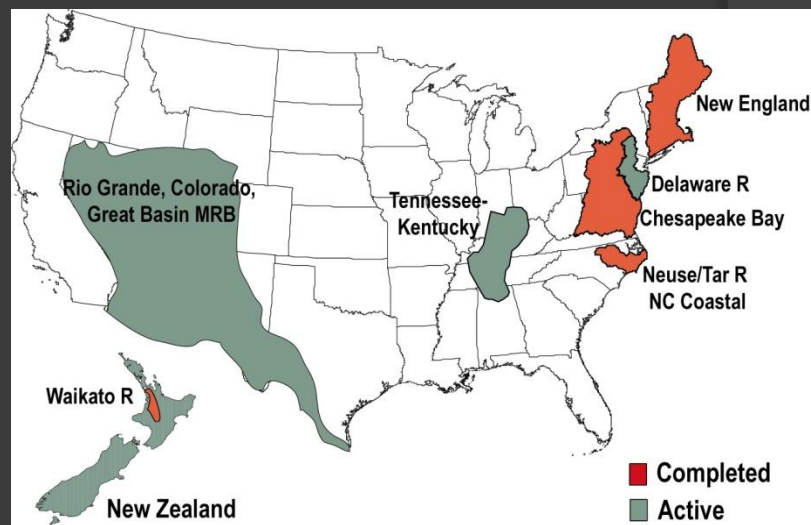 New England
Rio Grande, Colorado,
Great Basin MRB
Tennessee-
Kentucky
Delaware R
Chesapeake Bay
Neuse/Tar R
NC Coastal
Waikato R
New Zealand
Completed
Active